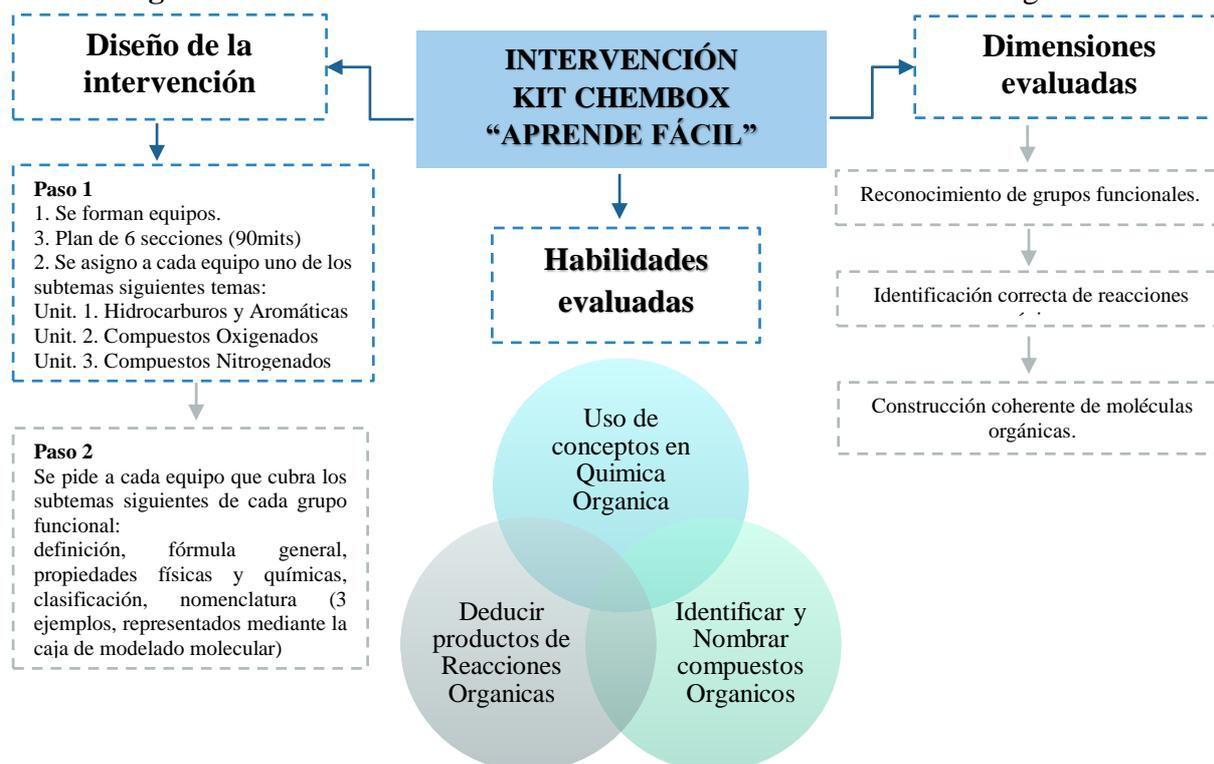 Diseño de la
intervención
INTERVENCIÓN
KIT CHEMBOX
“APRENDE FÁCIL”
Dimensiones
evaluadas
Paso 1
1. Se forman equipos.
3. Plan de 6 secciones (90mits)
2. Se asigno a cada equipo uno de los
subtemas siguientes temas:
Unit. 1. Hidrocarburos y Aromáticas
Unit. 2. Compuestos Oxigenados
Unit. 3. Compuestos Nitrogenados
Paso 2
Se pide a cada equipo que cubra los
subtemas siguientes de cada grupo
funcional:
definición, fórmula general,
propiedades físicas y químicas,
clasificación, nomenclatura (3
ejemplos, representados mediante la
caja de modelado molecular)
Habilidades
evaluadas
Uso de
conceptos en
Quimica
Organica
Deducir
productos de
Reacciones
Organicas
Identificar y
Nombrar
compuestos
Organicos
Reconocimiento de grupos funcionales.
Identificación correcta de reacciones
Construcción coherente de moléculas
orgánicas.